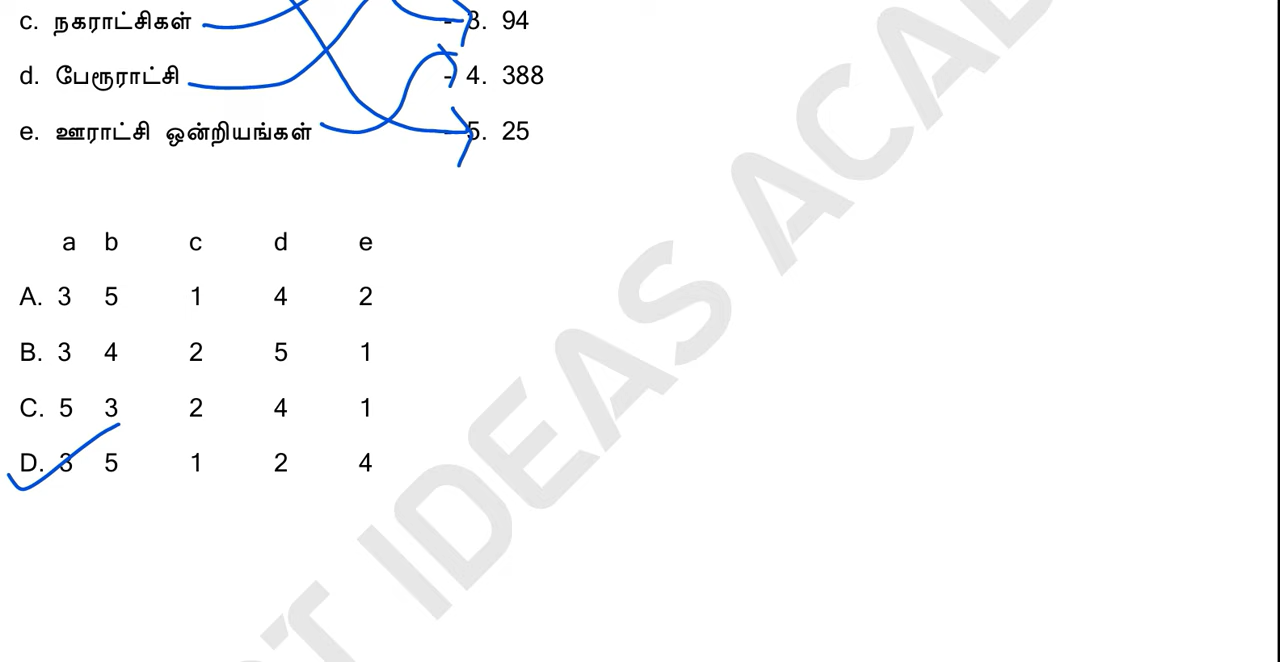 c. நகராட்சிகள் - 3. 94
d. பேரூராட்சி - 4. 388
e. ஊராட்சி ஒன்றியங்கள் - 5. 25
a b c d e
A. 3 5 1 4 2
B. 3 4 2 5 1
C. 5 3 2 4 1
D. 3 5 1 2 4
IDEAS